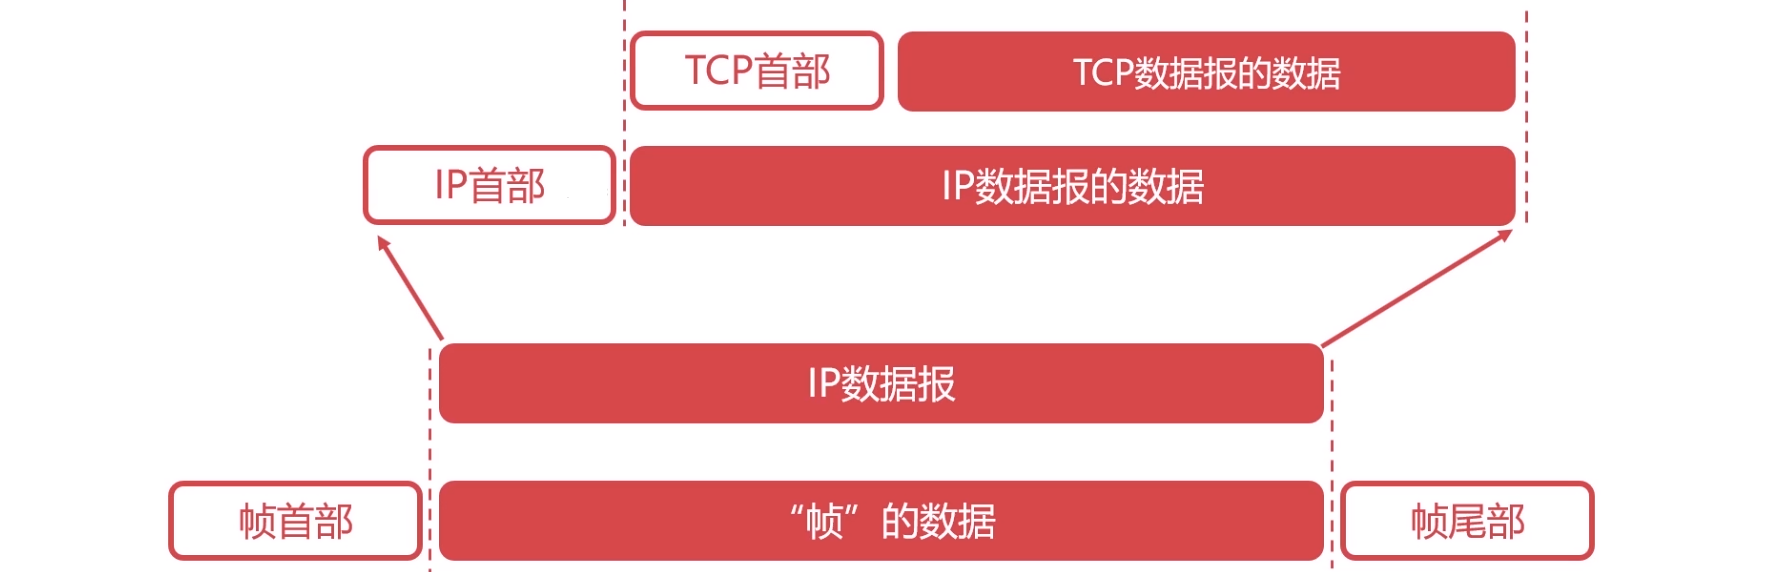 TCP首部
TCP数据报的数据
IP首部
IP数据报的数据
IP数据报
帧首部
“帧”的数据
帧尾部